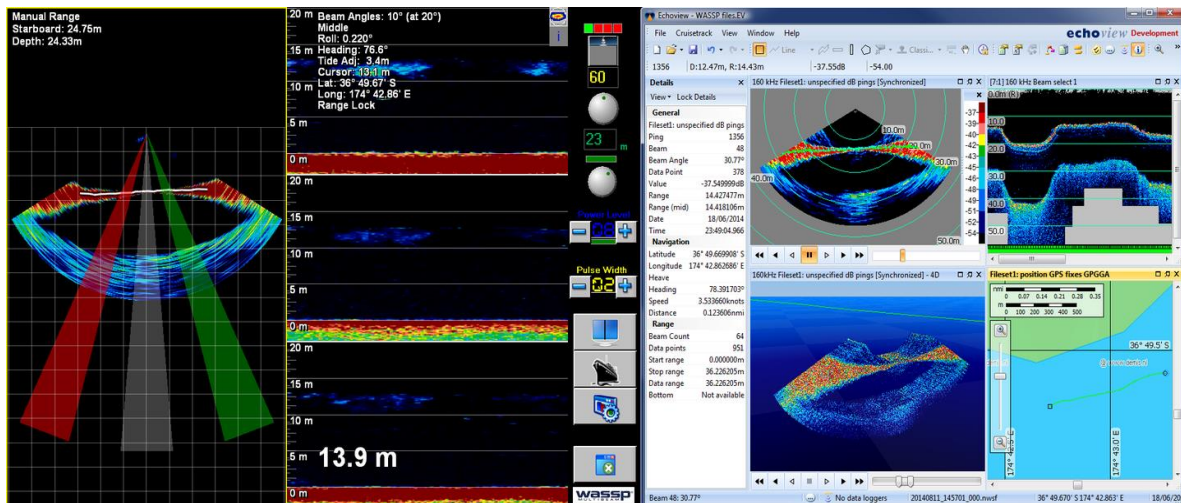 Manual Range
Starboard: 24.75m
Depth: 24.33m
20 m
Beam Angles: 10° (at 20°)
Middle
Roll: 0.220°
Heading: 76.6°
15 m
Tide Adj: 3.4m
Cursor: 13.1 m
Lat: 36° 49.67' S
10 m
Long: 174° 42.86' E
Range Lock
5 m
0 m
20 m
15 m
10 m
5 m
0 m
20 m
15 m
10 m
5 m
13.9 m
0 m
i
60
23 m
Power Level
08
Pulse Width
02
wassp
MULTIBEAM
Echoview - WASSP files.EV
File Cruisetrack View Window Help
echoview Development
Line
Classi...
1356 D:12.47m, R:14.43m -37.55dB -54.00
Details
View Lock Details
General
Fileset1: unspecified dB pings
Ping 1356
Beam 48
Beam Angle 30.77°
Data Point 378
Value -37.549999dB
Range 14.427477m
Range (mid) 14.418106m
Date 18/06/2014
Time 23:49:04.966
Navigation
Latitude 36° 49.669908' S
Longitude 174° 42.862686' E
Heave
Heading 78.391703°
Speed 3.533660knots
Distance 0.123606nmi
Range
Beam Count 64
Data points 951
Start range 0.000000m
Stop range 36.226205m
Data range 36.226205m
Bottom Not available
160 kHz Fileset1: unspecified dB pings [Synchronized]
10.0m
20.0m
30.0m
40.0m
50.0m
-37
-39
-40
-42
-43
-45
-46
-48
-49
-51
-52
-54
[7:1] 160 kHz Beam select 1
0.0m (R)
10.0
20.0
30.0
40.0
160kHz Fileset1: unspecified dB pings [Synchronized] - 4D
Fileset1: position GPS fixes GPGGA
nmi
0 0.07 0.14 0.21 0.28 0.35
m
0 100 200 300 400 500
36° 49.5' S
174° 43.0' E
Beam 48: 30.77°
No data loggers
20140811_145701_000.nwsf
36° 49.670' S 174° 42.863' E
18/06/20